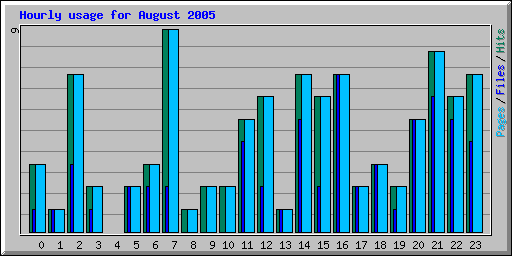 Hourly usage for August 2005
9
Pages/Files/Hits
0 1 2 3 4 5 6 7 8 9 10 11 12 13 14 15 16 17 18 19 20 21 22 23